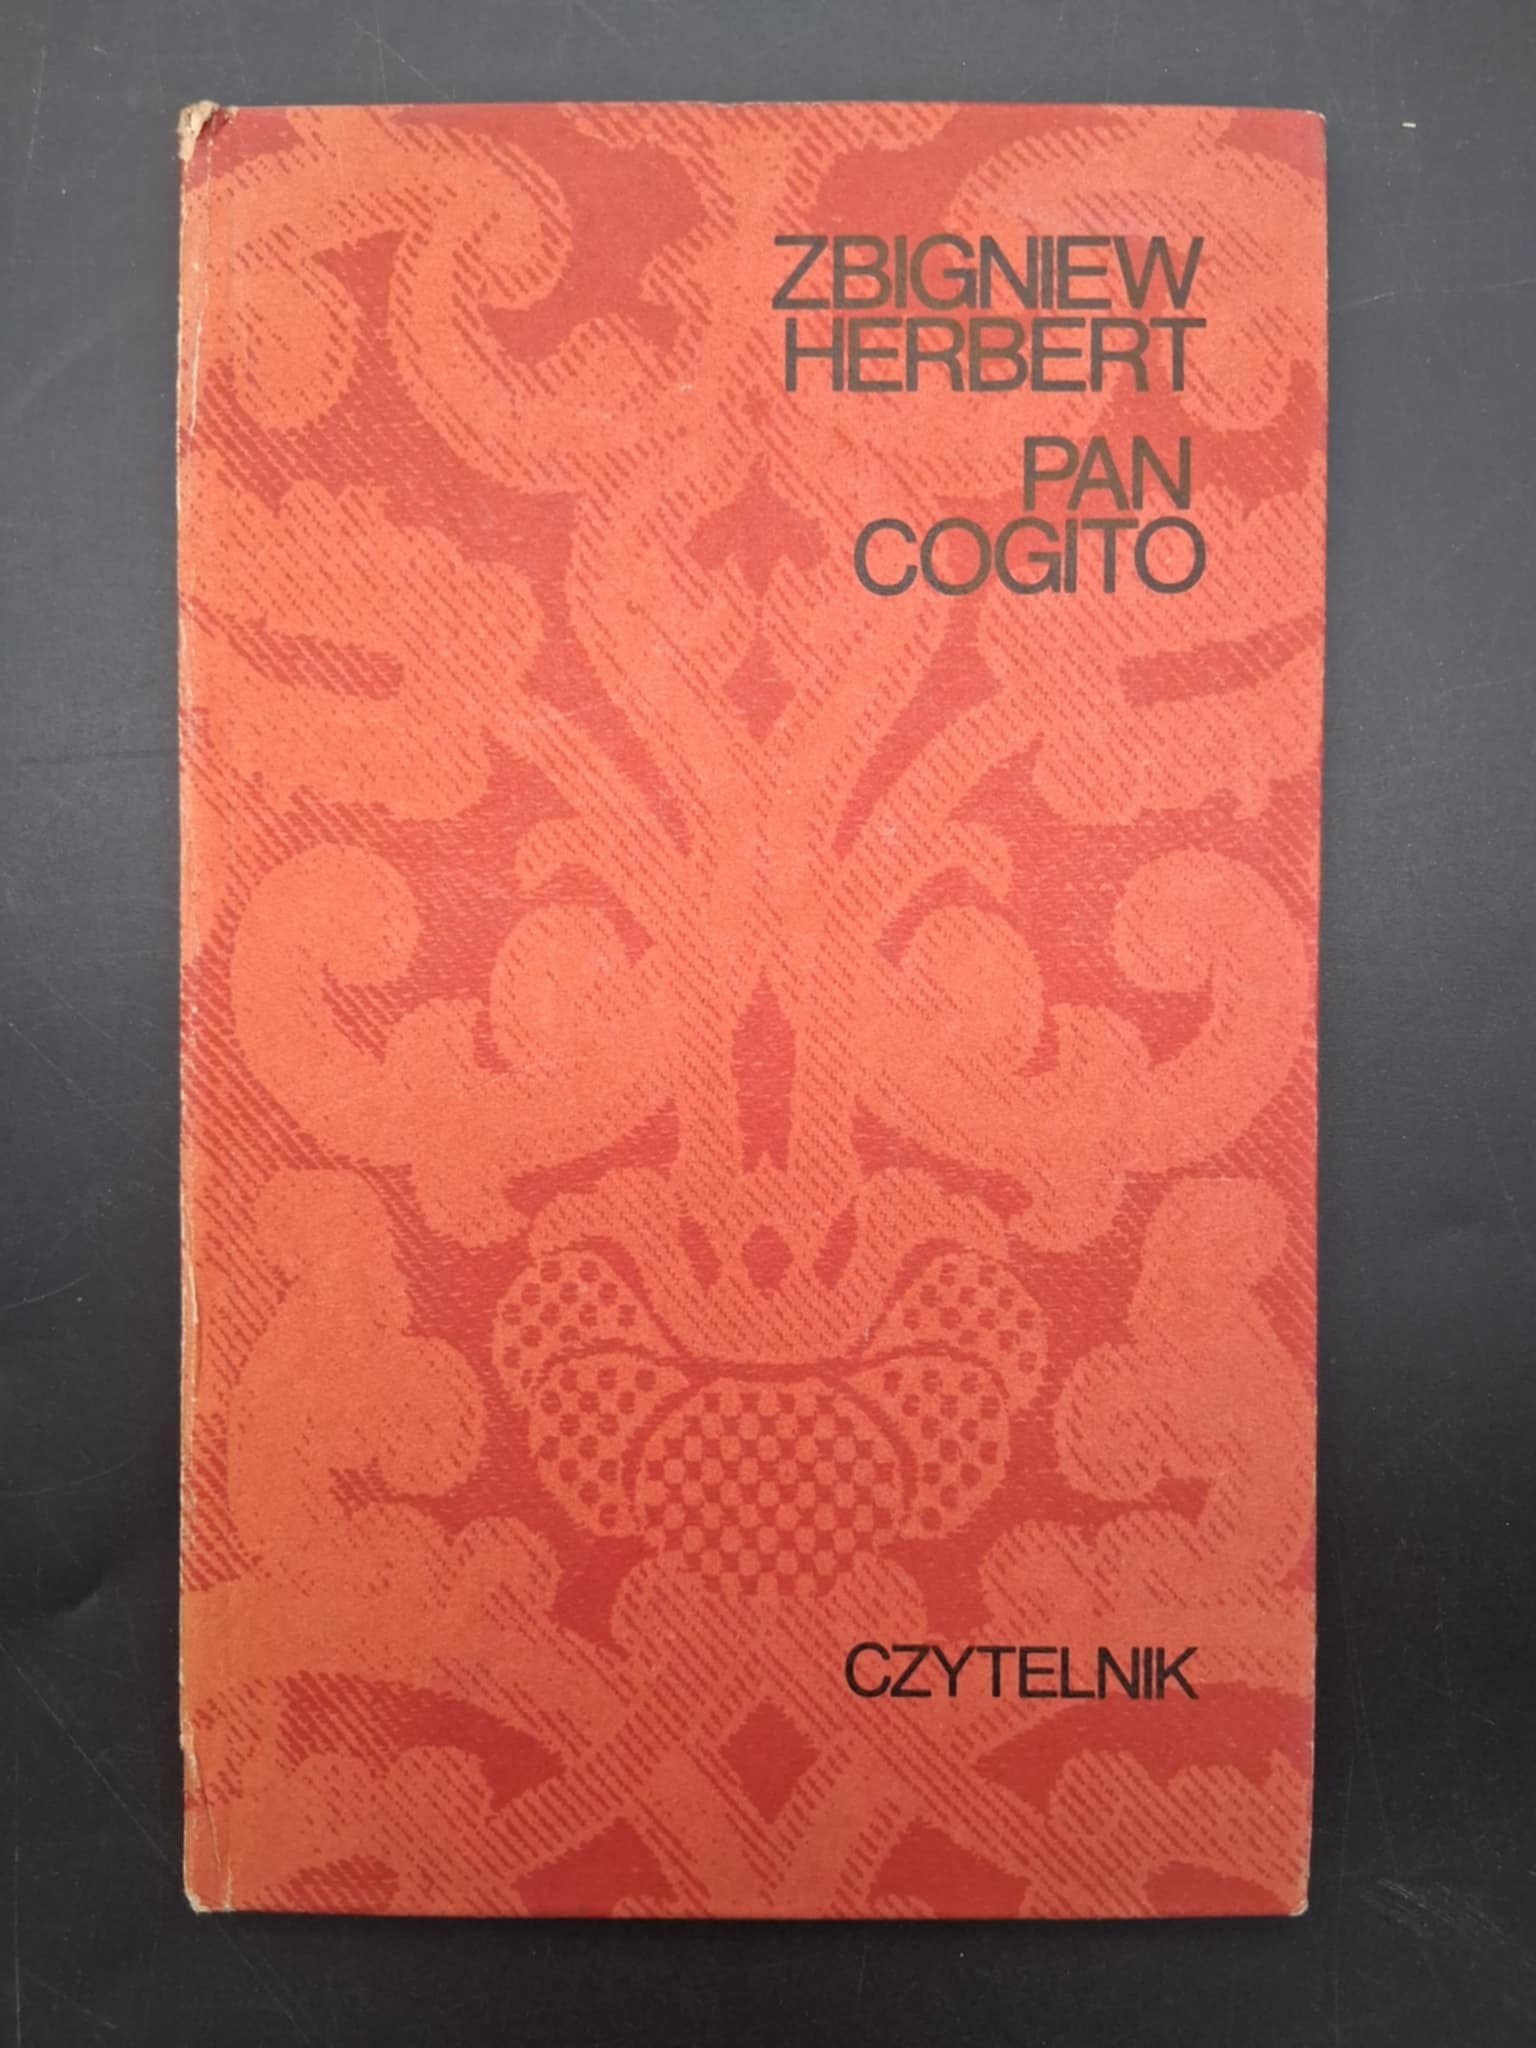 ZBIGNIEW
HERBERT
PAN
COGITO
CZYTELNIK